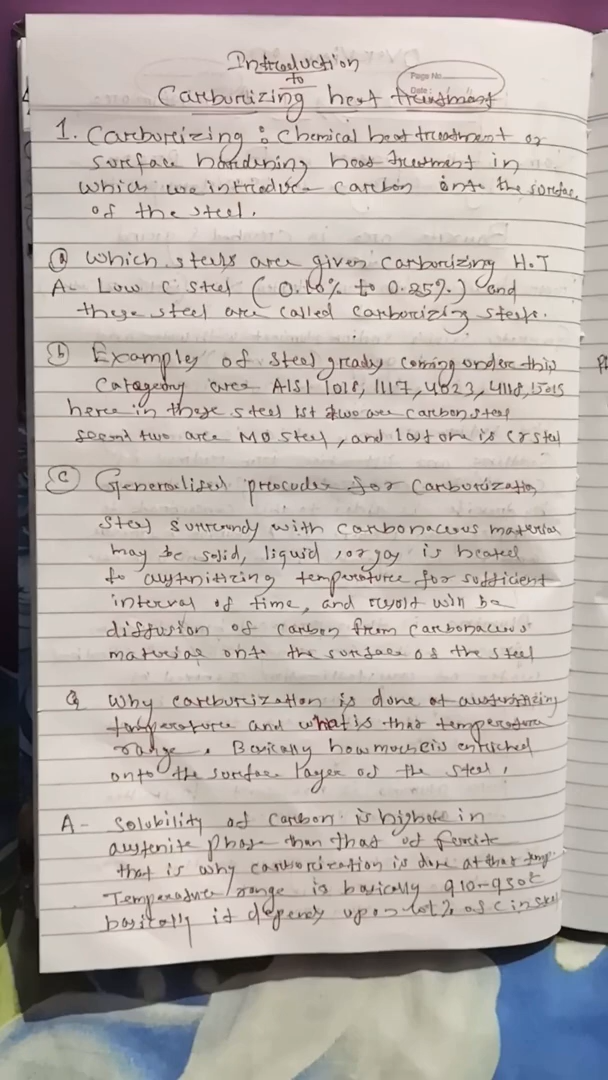 Introduction
to
Page No.
Date:
Carburizing heat treatment
1. Carburizing : Chemical heat treatment or
surface hardening heat treatment in
which we introduce carbon onto the surface
of the steel.
(a) Which steels are given carburizing H.T
A- Low C steel (0.10% to 0.25%) and
these steel are called carburizing steels.
(b) Examples of steel grades coming under this
Catageory are AISI 1018, 1117, 4023, 4118, 5015
here in these steel 1st two are carbon steel
second two are MO steel, and last one is Cr steel
(c) Generalized procudes for Carburization
Steel surrounds with carbonaceous material
may be solid, liquid, or gas is heated
to austenitizing temperature for sufficient
interval of time, and result will be
diffusion of carbon from carbonaceous
material onto the surface of the steel
Q Why carburization is done at austenitizing
temperature and what is that temperature
range. Basically how much C is enriched
onto the surface layer of the steel.
A- Solubility of carbon is highest in
austenite phase than that of ferrite
that is why carburization is done at that temp.
Temperature range is basically 910-950°C
basically it depends upon wt% of C in steel